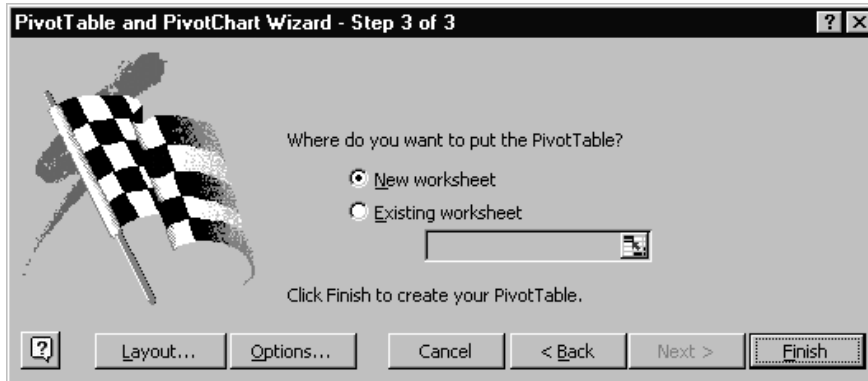 PivotTable and PivotChart Wizard - Step 3 of 3
Where do you want to put the PivotTable?
New worksheet
Existing worksheet
Click Finish to create your PivotTable.
Layout... Options... Cancel < Back Next > Finish